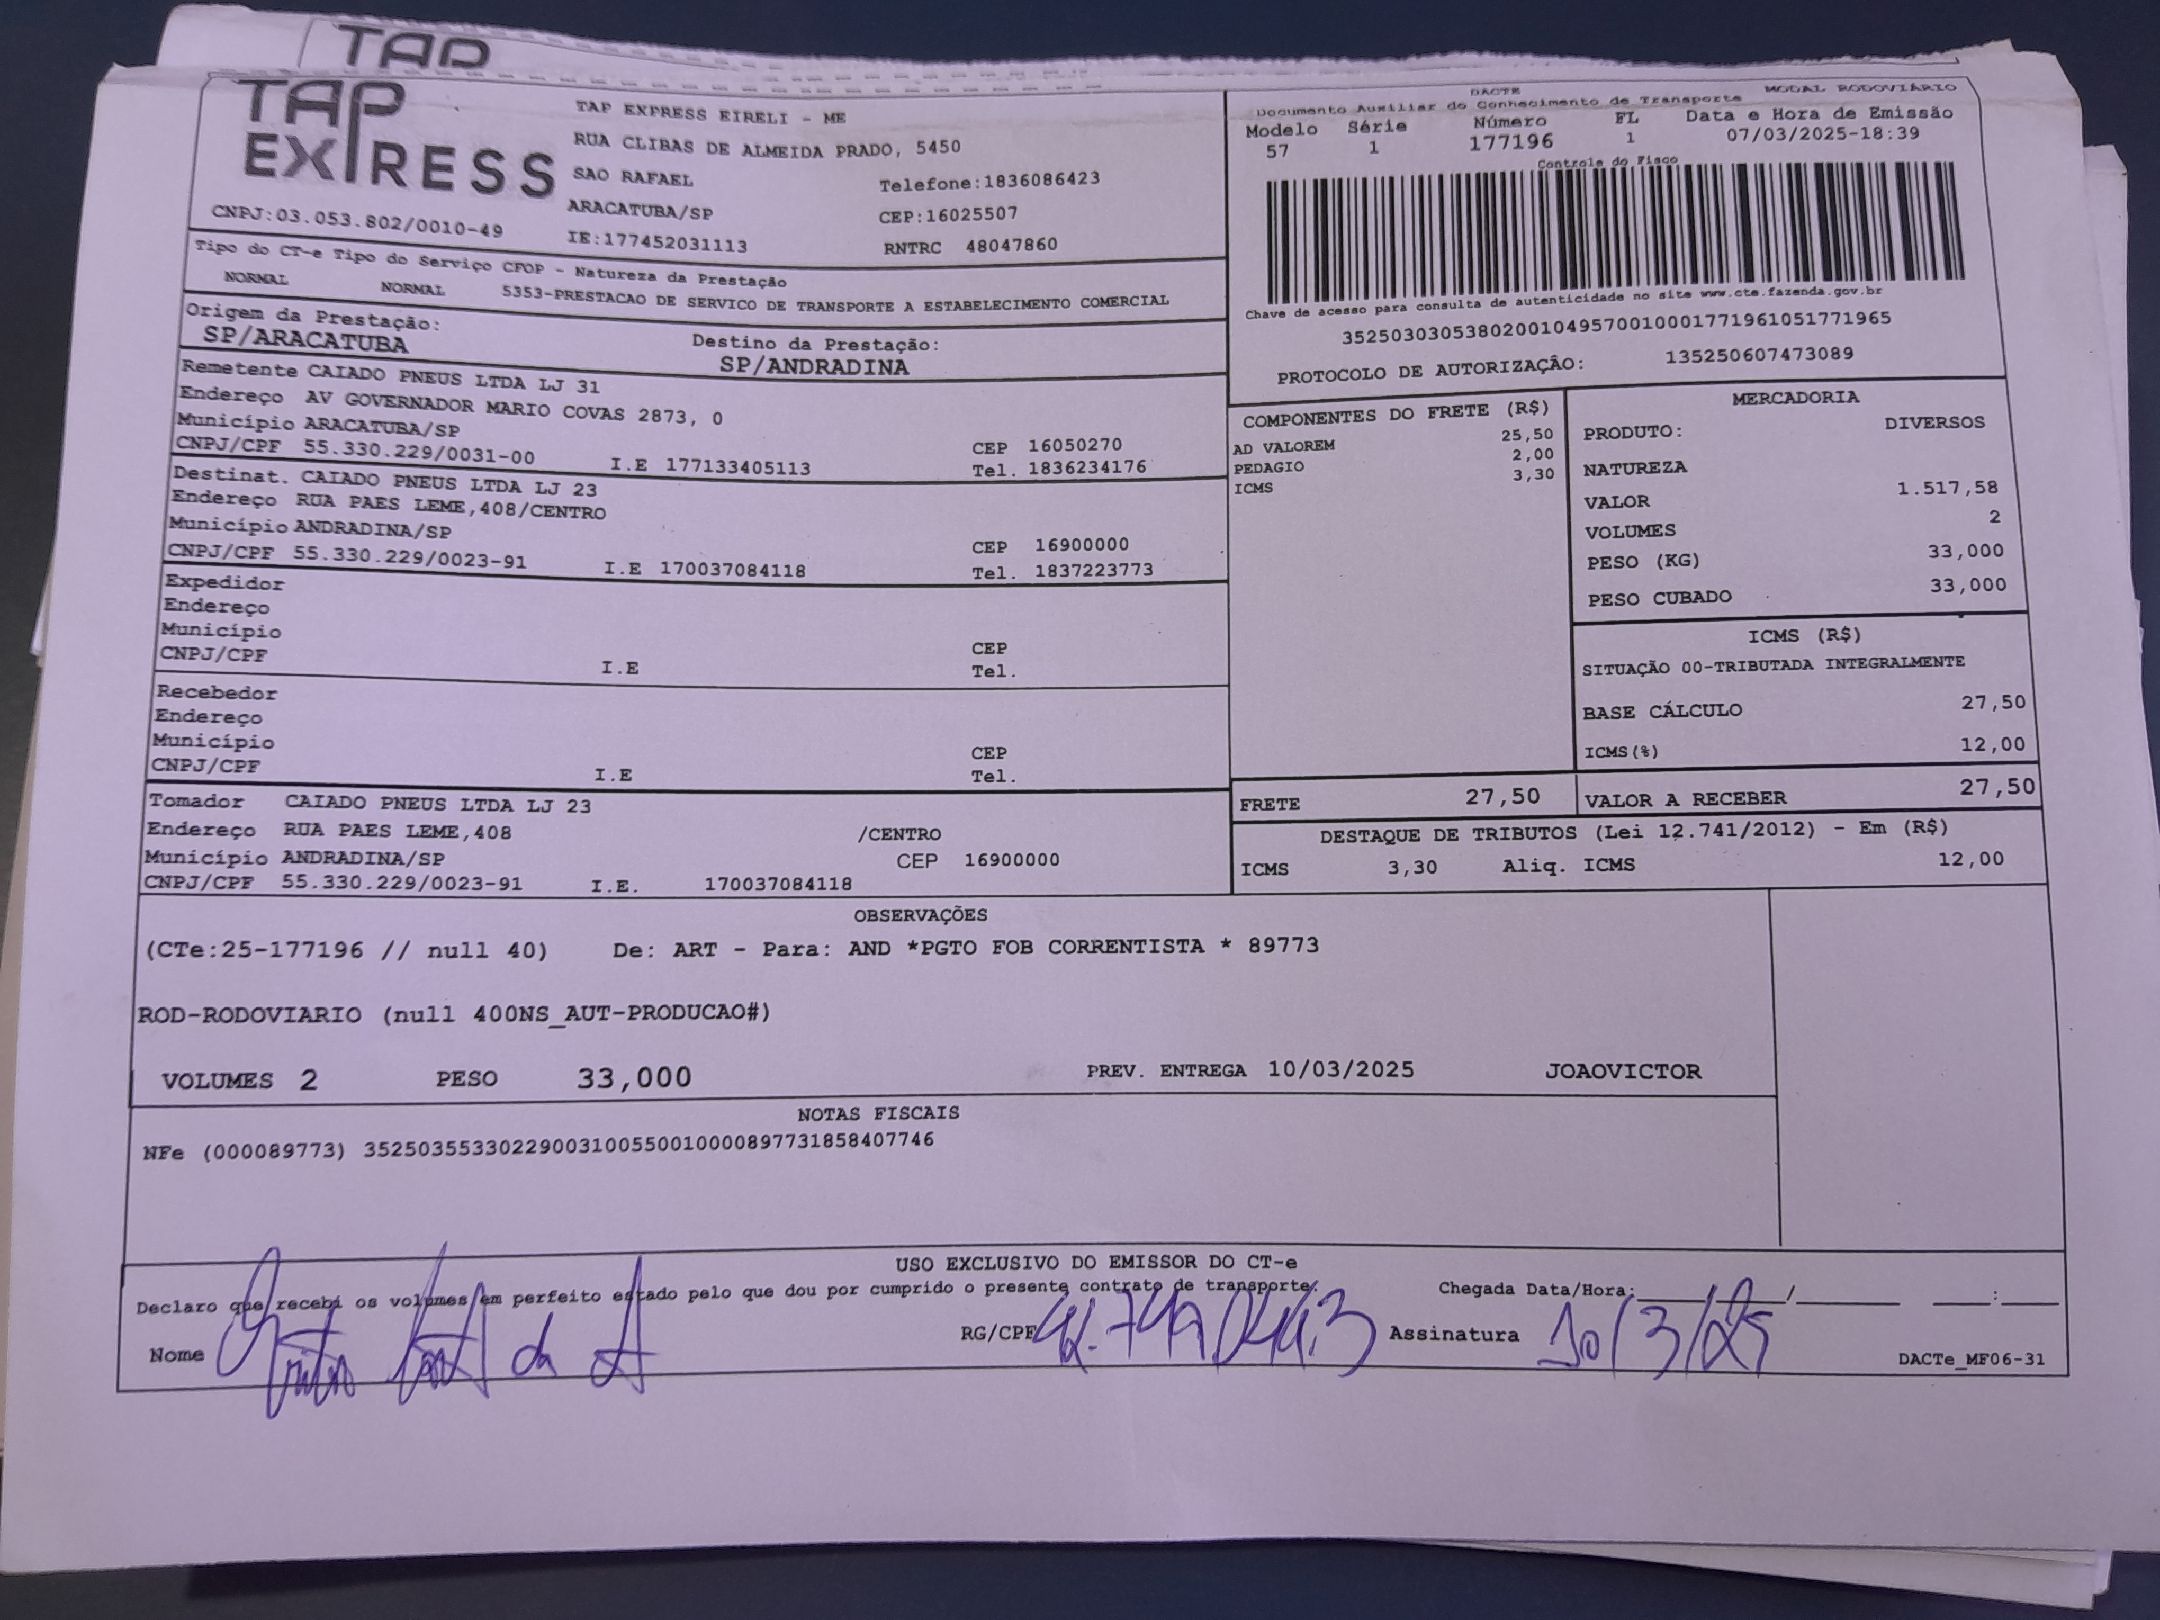 TAP
TAP
EXPRESS
CNPJ:03.053.802/0010-49
TAP EXPRESS EIRELI - ME
RUA CLIBAS DE ALMEIDA PRADO, 5450
SAO RAFAEL
Telefone:1836086423
ARACATUBA/SP
CEP:16025507
IE:177452031113
RNTRC 48047860
DACTE
MODAL RODOVIÁRIO
Documento Auxiliar do Conhecimento de Transporte
Modelo Série Número FL Data e Hora de Emissão
57 1 177196 1 07/03/2025-18:39
Controle do Fisco
Chave de acesso para consulta de autenticidade no site www.cte.fazenda.gov.br
35250303053802001049570010001771961051771965
PROTOCOLO DE AUTORIZAÇÂO: 135250607473089
Tipo do CT-e Tipo do Serviço CFOP - Natureza da Prestação
NORMAL NORMAL 5353-PRESTACAO DE SERVICO DE TRANSPORTE A ESTABELECIMENTO COMERCIAL
Origem da Prestação:
SP/ARACATUBA
Destino da Prestação:
SP/ANDRADINA
Remetente CAIADO PNEUS LTDA LJ 31
Endereço AV GOVERNADOR MARIO COVAS 2873, 0
Município ARACATUBA/SP
CEP 16050270
CNPJ/CPF 55.330.229/0031-00 I.E 177133405113 Tel. 1836234176
Destinat. CAIADO PNEUS LTDA LJ 23
Endereço RUA PAES LEME,408/CENTRO
Município ANDRADINA/SP
CEP 16900000
CNPJ/CPF 55.330.229/0023-91 I.E 170037084118 Tel. 1837223773
Expedidor
Endereço
Município
CEP
CNPJ/CPF I.E Tel.
Recebedor
Endereço
Município
CEP
CNPJ/CPF I.E Tel.
Tomador CAIADO PNEUS LTDA LJ 23
Endereço RUA PAES LEME,408 /CENTRO
Município ANDRADINA/SP CEP 16900000
CNPJ/CPF 55.330.229/0023-91 I.E. 170037084118
COMPONENTES DO FRETE (R$)
AD VALOREM 25,50
PEDAGIO 2,00
ICMS 3,30
MERCADORIA
PRODUTO: DIVERSOS
NATUREZA
VALOR 1.517,58
VOLUMES 2
PESO (KG) 33,000
PESO CUBADO 33,000
ICMS (R$)
SITUAÇÃO 00-TRIBUTADA INTEGRALMENTE
BASE CÁLCULO 27,50
ICMS(%) 12,00
FRETE 27,50 VALOR A RECEBER 27,50
DESTAQUE DE TRIBUTOS (Lei 12.741/2012) - Em (R$)
ICMS 3,30 Aliq. ICMS 12,00
OBSERVAÇÕES
(CTe:25-177196 // null 40) De: ART - Para: AND *PGTO FOB CORRENTISTA * 89773
ROD-RODOVIARIO (null 400NS_AUT-PRODUCAO#)
VOLUMES 2 PESO 33,000 PREV. ENTREGA 10/03/2025 JOAOVICTOR
NOTAS FISCAIS
NFe (000089773) 35250355330229003100550010000897731858407746
USO EXCLUSIVO DO EMISSOR DO CT-e
Declaro que recebi os volumes em perfeito estado pelo que dou por cumprido o presente contrato de transporte.
Chegada Data/Hora: / :
Nome
RG/CPF
Assinatura 10/3/25
DACTe_MF06-31